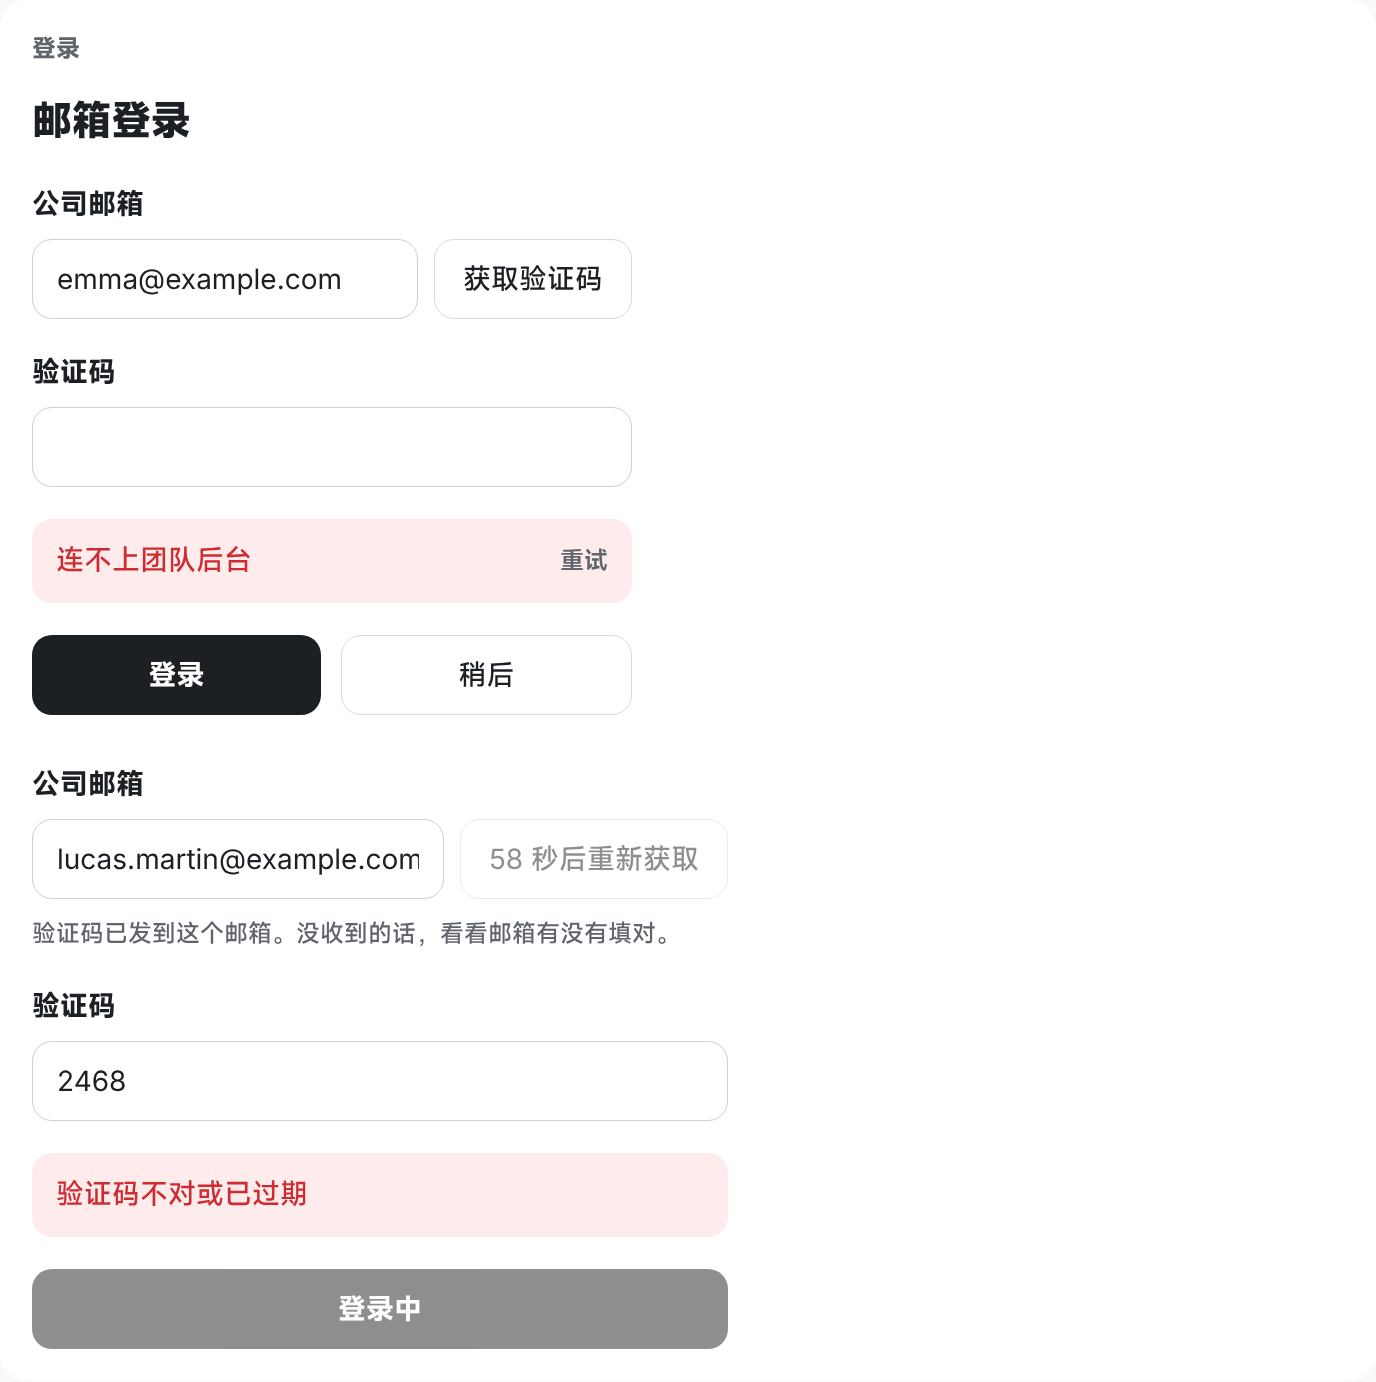 登录
邮箱登录
公司邮箱
emma@example.com 获取验证码
验证码
连不上团队后台 重试
登录 稍后
公司邮箱
lucas.martin@example.com 58 秒后重新获取
验证码已发到这个邮箱。没收到的话，看看邮箱有没有填对。
验证码
2468
验证码不对或已过期
登录中